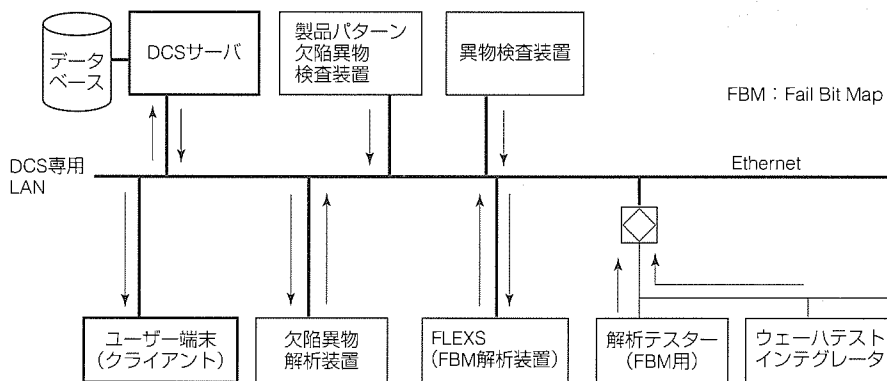 データ
ベース
DCSサーバ
製品パターン
欠陥異物
検査装置
異物検査装置
FBM：Fail Bit Map
DCS専用
LAN
Ethernet
ユーザー端末
（クライアント）
欠陥異物
解析装置
FLEXS
（FBM解析装置）
解析テスター
（FBM用）
ウェーハテスト
インテグレータ